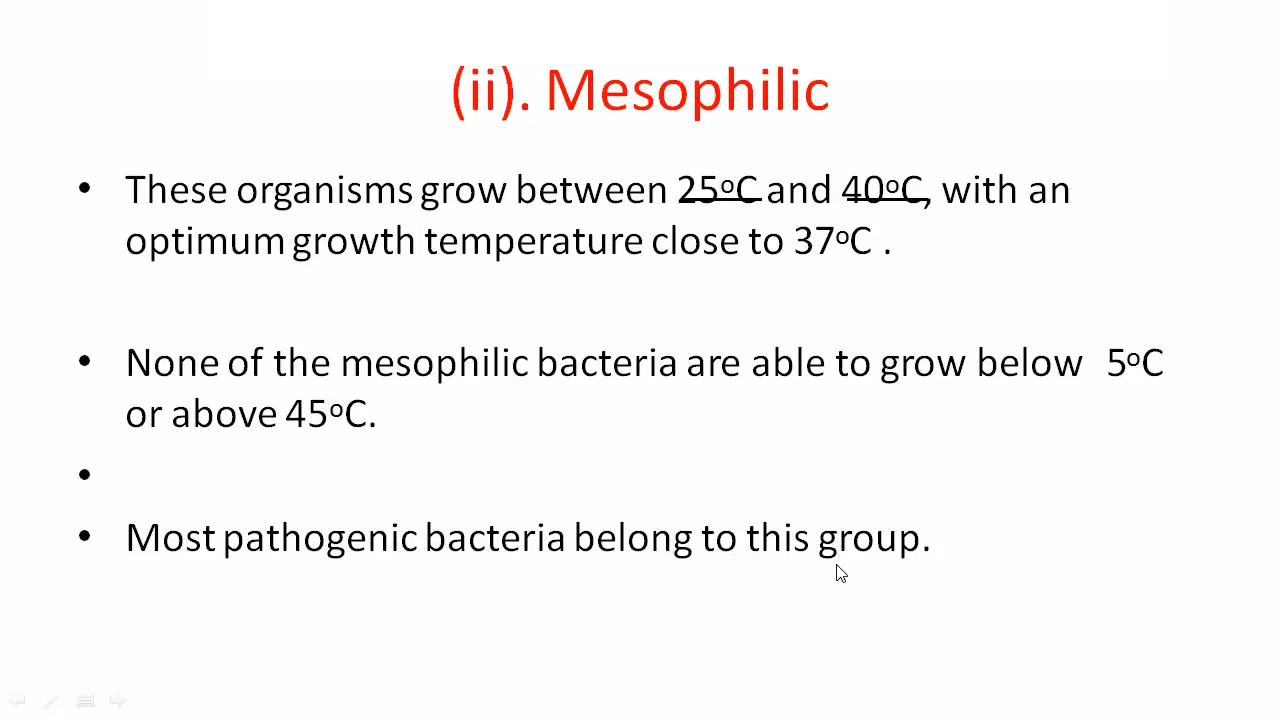 (ii). Mesophilic
• These organisms grow between 25ᵒC and 40ᵒC, with an
optimum growth temperature close to 37ᵒC .
• None of the mesophilic bacteria are able to grow below 5ᵒC
or above 45ᵒC.
•
• Most pathogenic bacteria belong to this group.